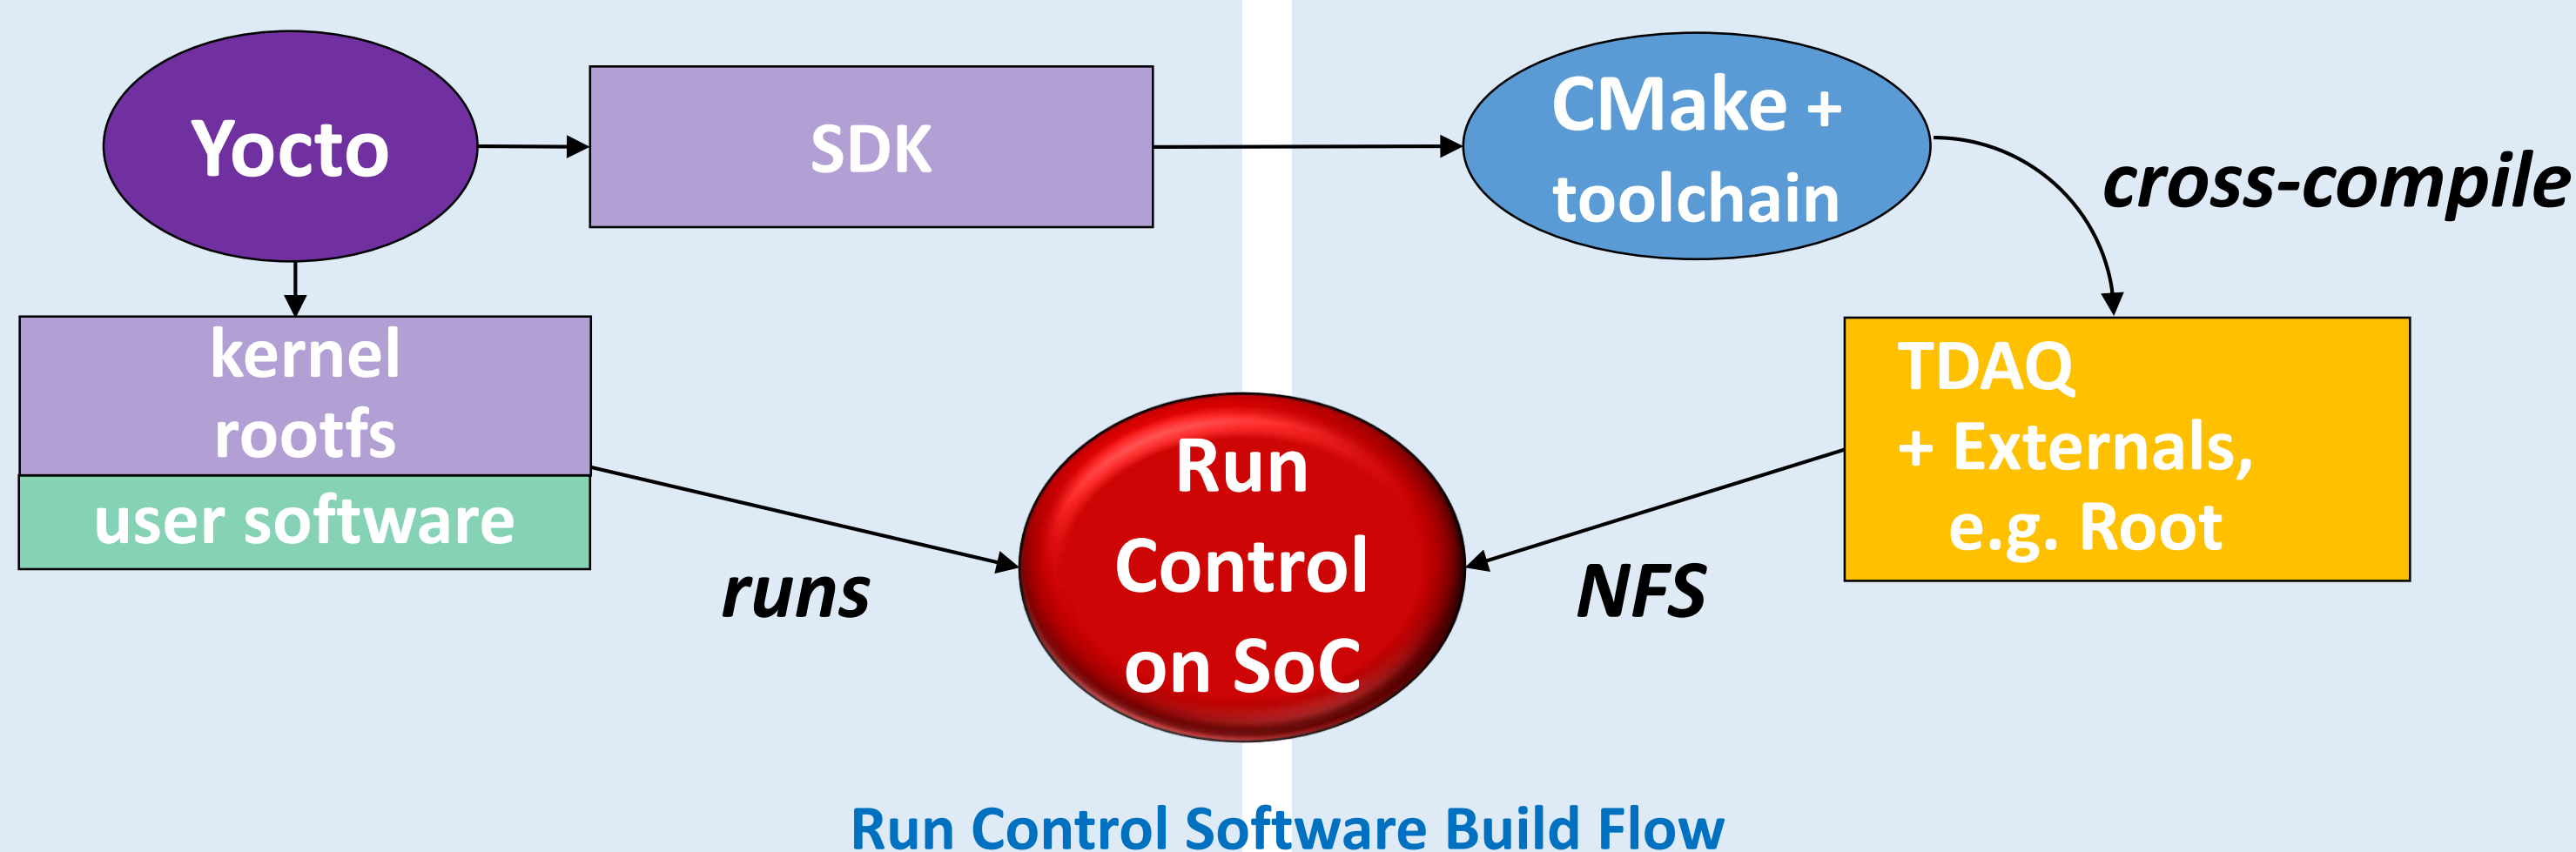 Yocto
SDK
CMake +
toolchain
cross-compile
kernel
rootfs
user software
runs
Run
Control
on SoC
NFS
TDAQ
+ Externals,
e.g. Root
Run Control Software Build Flow